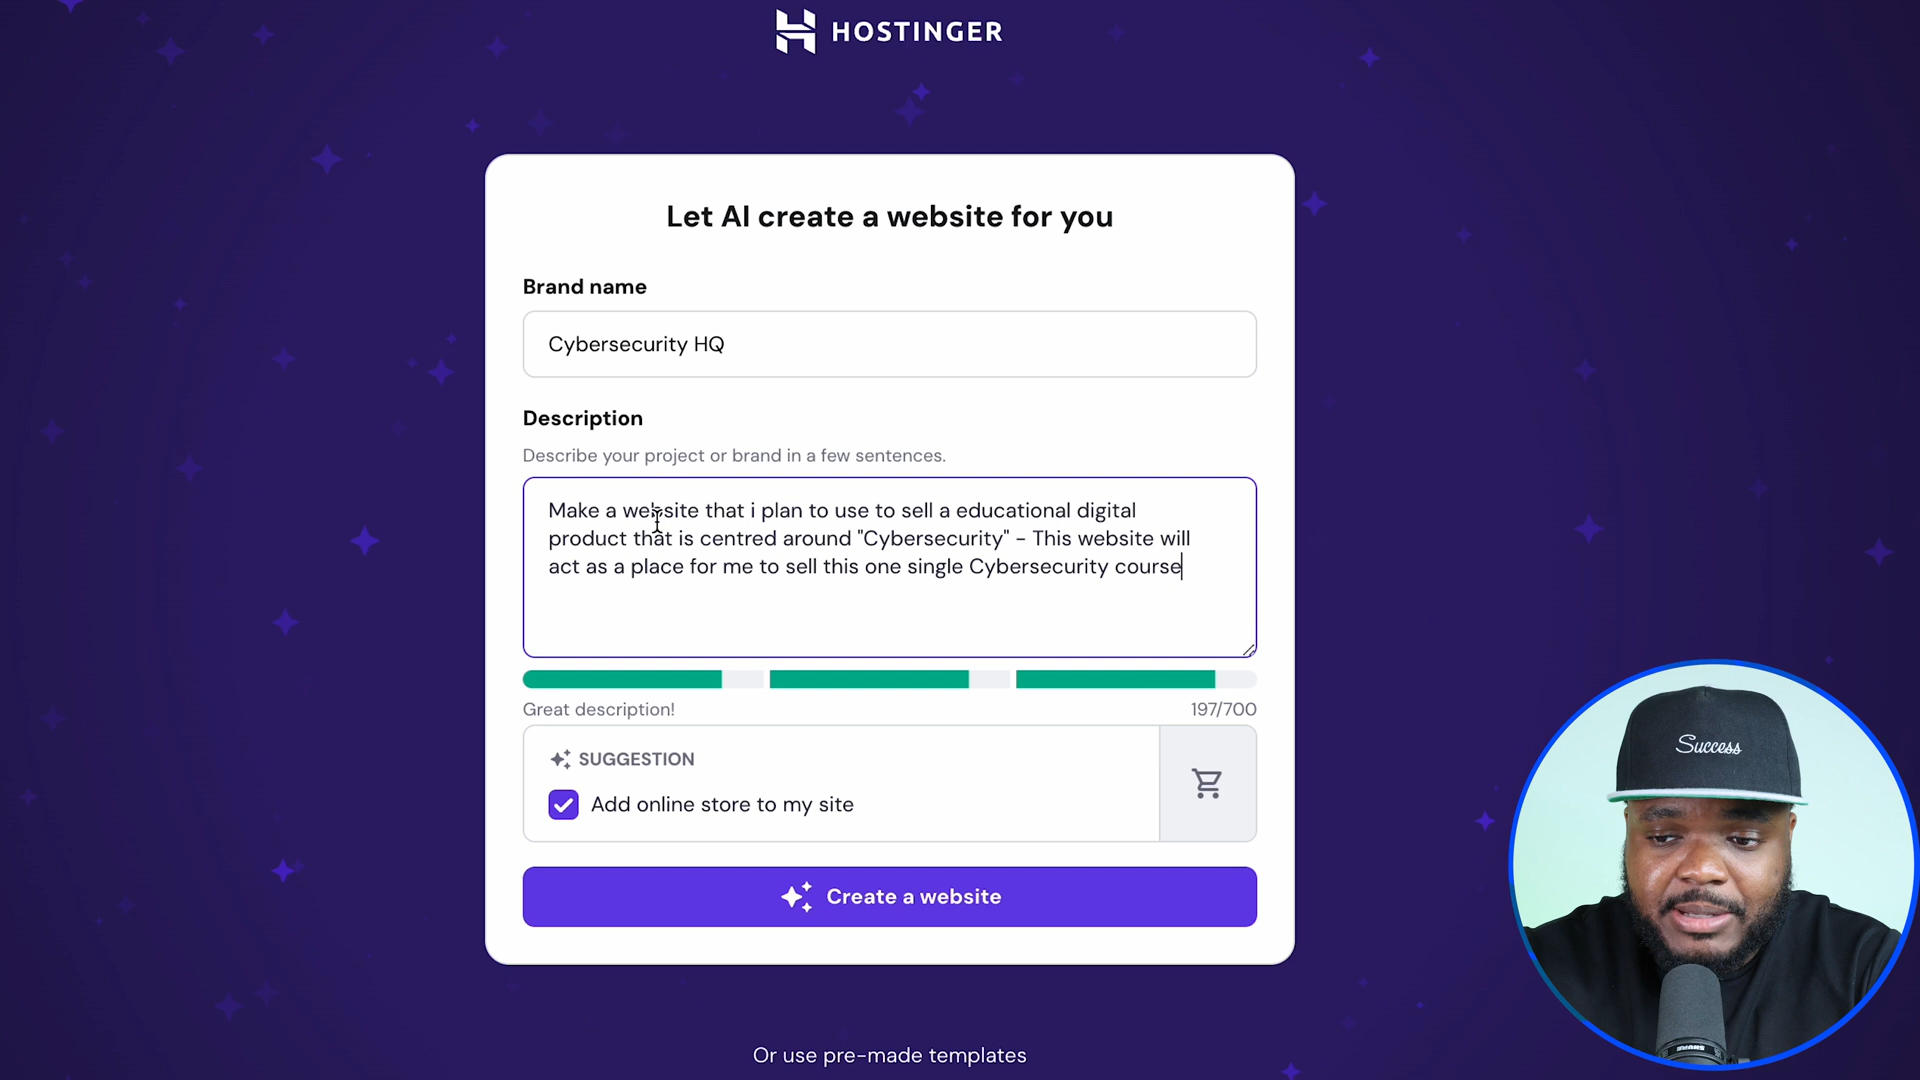 HOSTINGER
Let AI create a website for you
Brand name
Cybersecurity HQ
Description
Describe your project or brand in a few sentences.
Make a website that i plan to use to sell a educational digital
product that is centred around "Cybersecurity" - This website will
act as a place for me to sell this one single Cybersecurity course
Great description!
197/700
SUGGESTION
Add online store to my site
Create a website
Or use pre-made templates
Success
SHURE